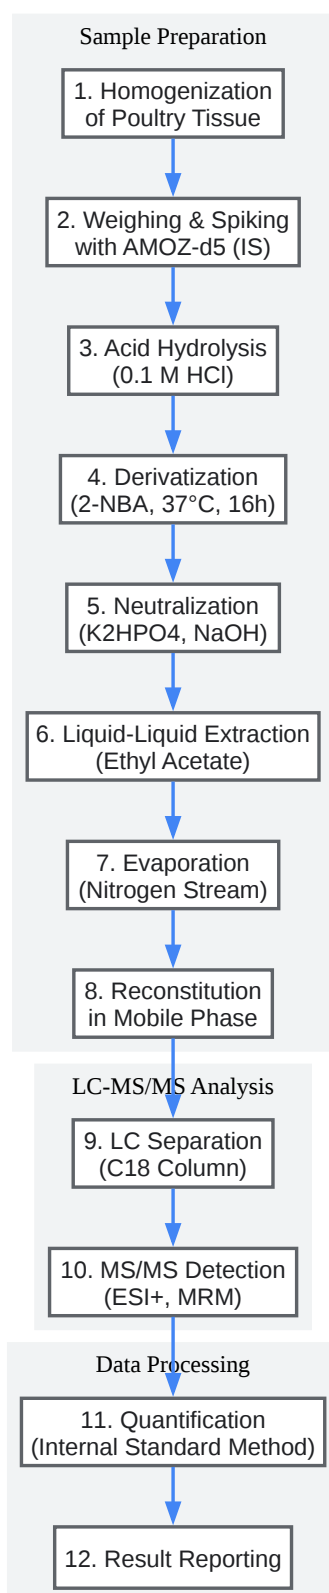 Sample Preparation
1. Homogenization
of Poultry Tissue
2. Weighing & Spiking
with AMOZ-d5 (IS)
3. Acid Hydrolysis
(0.1 M HCl)
4. Derivatization
(2-NBA, 37°C, 16h)
5. Neutralization
(K2HPO4, NaOH)
6. Liquid-Liquid Extraction
(Ethyl Acetate)
7. Evaporation
(Nitrogen Stream)
8. Reconstitution
in Mobile Phase
LC-MS/MS Analysis
9. LC Separation
(C18 Column)
10. MS/MS Detection
(ESI+, MRM)
Data Processing
11. Quantification
(Internal Standard Method)
12. Result Reporting